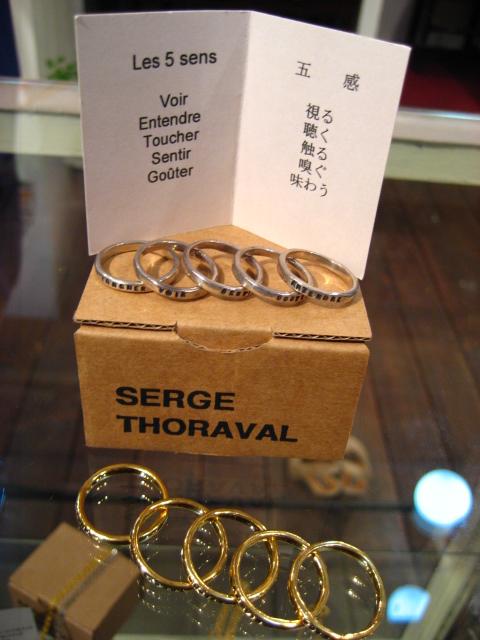 Les 5 sens
Voir
Entendre
Toucher
Sentir
Goûter
五 感
視る
聴く
触る
嗅ぐ
味わう
SERGE
THORAVAL